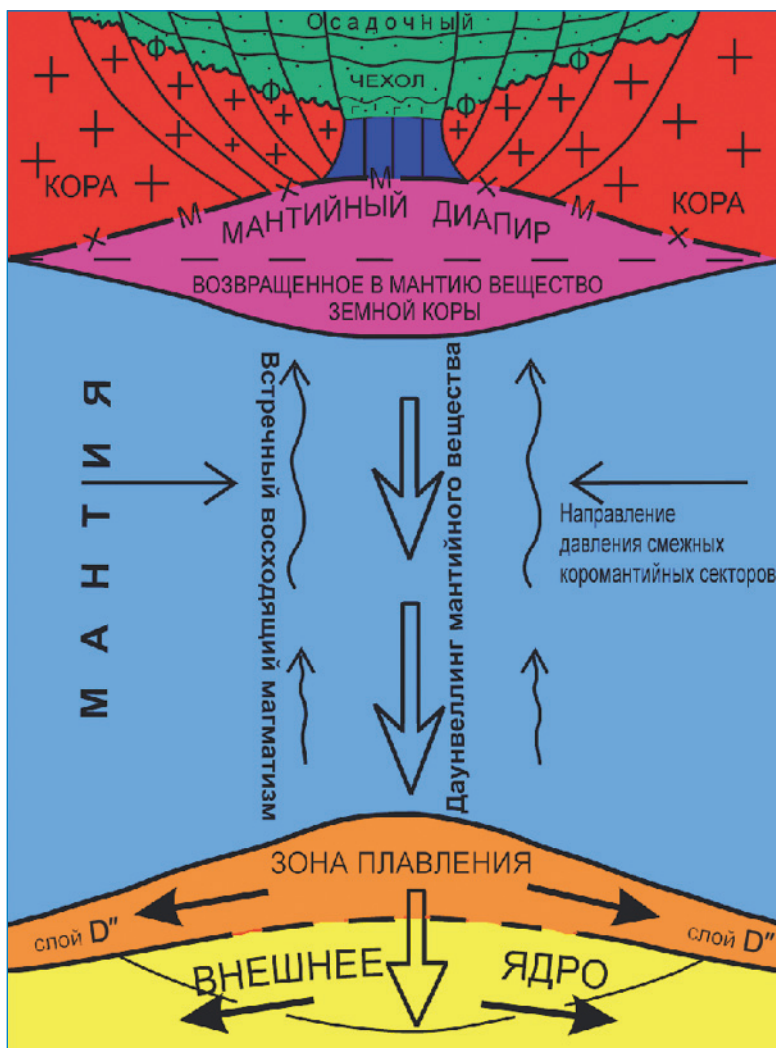 Осадочный
ЧЕХОЛ
Ф
Ф
Ф
Ф
КОРА
М
М
М
КОРА
МАНТИЙНЫЙ ДИАПИР
ВОЗВРАЩЕННОЕ В МАНТИЮ ВЕЩЕСТВО
ЗЕМНОЙ КОРЫ
МАНТИЯ
Встречный восходящий магматизм
Даунвеллинг мантийного вещества
Направление
давления смежных
коромантийных секторов
ЗОНА ПЛАВЛЕНИЯ
слой D"
слой D"
ВНЕШНЕЕ ЯДРО